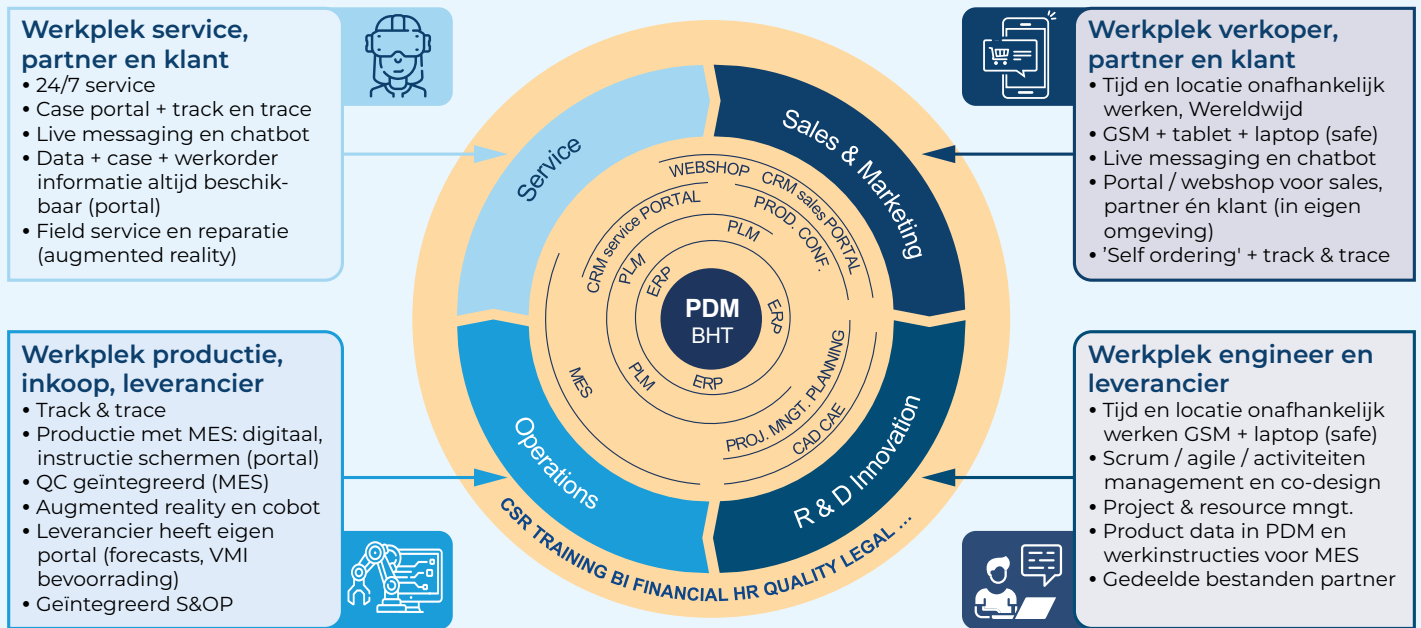 Werkplek service,
partner en klant
• 24/7 service
• Case portal + track en trace
• Live messaging en chatbot
• Data + case + werkorder
informatie altijd beschik-
baar (portal)
• Field service en reparatie
(augmented reality)
Werkplek verkoper,
partner en klant
• Tijd en locatie onafhankelijk
werken, Wereldwijd
• GSM + tablet + laptop (safe)
• Live messaging en chatbot
• Portal / webshop voor sales,
partner én klant (in eigen
omgeving)
• 'Self ordering' + track & trace
Service
Sales & Marketing
WEBSHOP
CRM sales PORTAL
CRM service PORTAL
PROD. CONF.
PLM
PLM
ERP
ERP
PDM
BHT
MES
PLM
ERP
PROJ. MNGT. PLANNING
CAD CAE
Operations
R & D Innovation
CSR TRAINING BI FINANCIAL HR QUALITY LEGAL ...
Werkplek productie,
inkoop, leverancier
• Track & trace
• Productie met MES: digitaal,
instructie schermen (portal)
• QC geïntegreerd (MES)
• Augmented reality en cobot
• Leverancier heeft eigen
portal (forecasts, VMI
bevoorrading)
• Geïntegreerd S&OP
Werkplek engineer en
leverancier
• Tijd en locatie onafhankelijk
werken GSM + laptop (safe)
• Scrum / agile / activiteiten
management en co-design
• Project & resource mngt.
• Product data in PDM en
werkinstructies voor MES
• Gedeelde bestanden partner